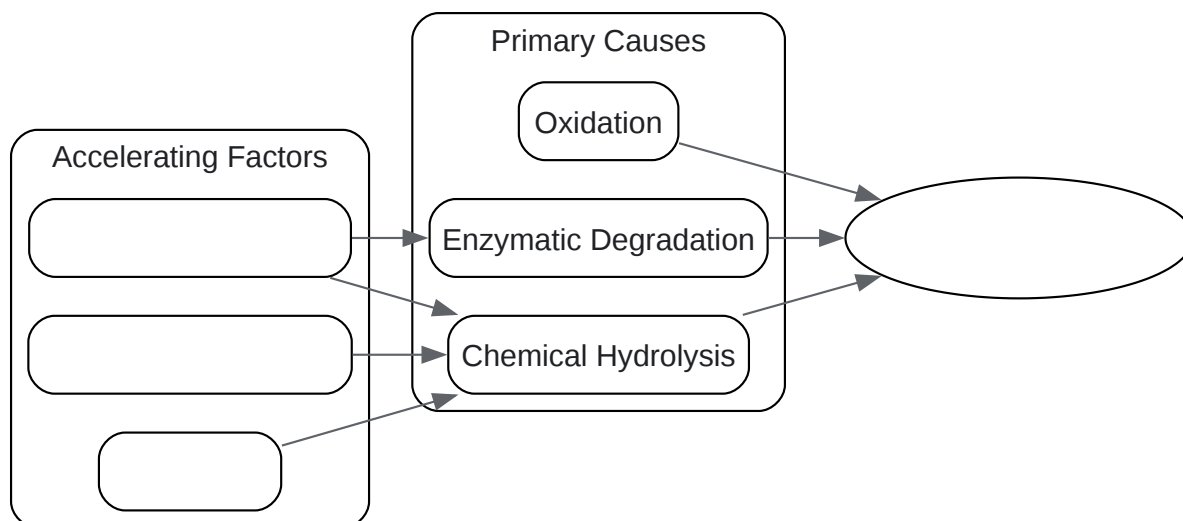 Primary Causes
Oxidation
Accelerating Factors
Enzymatic Degradation
Chemical Hydrolysis